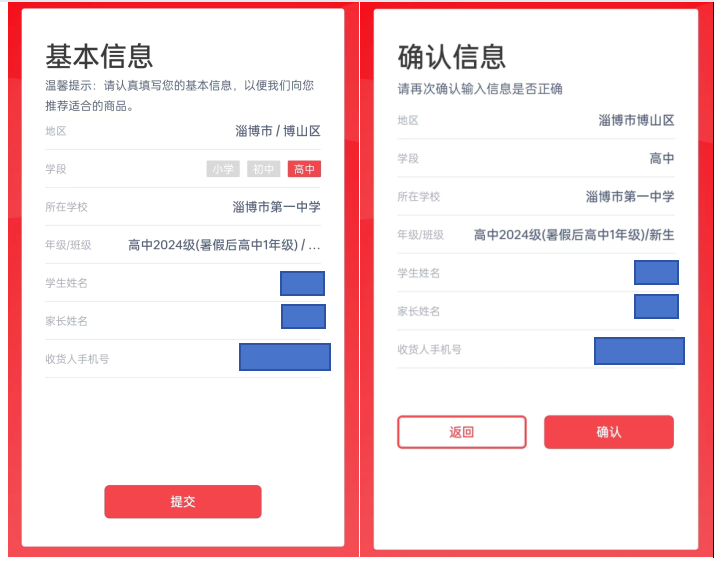 基本信息
温馨提示：请认真填写您的基本信息，以便我们向您
推荐适合的商品。
地区 淄博市 / 博山区
学段 小学 初中 高中
所在学校 淄博市第一中学
年级/班级 高中2024级(暑假后高中1年级) / ...
学生姓名
家长姓名
收货人手机号
提交
确认信息
请再次确认输入信息是否正确
地区 淄博市博山区
学段 高中
所在学校 淄博市第一中学
年级/班级 高中2024级(暑假后高中1年级)/新生
学生姓名
家长姓名
收货人手机号
返回 确认